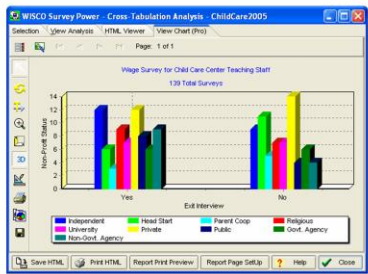 WISCO Survey Power - Cross-Tabulation Analysis - ChildCare2005
Selection View Analysis HTML Viewer View Chart (Pro)
Page: 1 of 1
Wage Survey for Child Care Center Teaching Staff
139 Total Surveys
Non-Profit Status
14
12
10
8
6
4
2
0
Yes No
Exit Interview
Independent Head Start Parent Coop Religious
University Private Public Govt. Agency
Non-Govt. Agency
3D
Save HTML Print HTML Report Print Preview Report Page SetUp ? Help Close